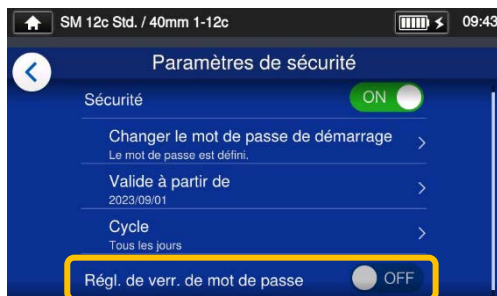 SM 12c Std. / 40mm 1-12c 09:43
Paramètres de sécurité
Sécurité ON
Changer le mot de passe de démarrage
Le mot de passe est défini.
Valide à partir de
2023/09/01
Cycle
Tous les jours
Régl. de verr. de mot de passe OFF